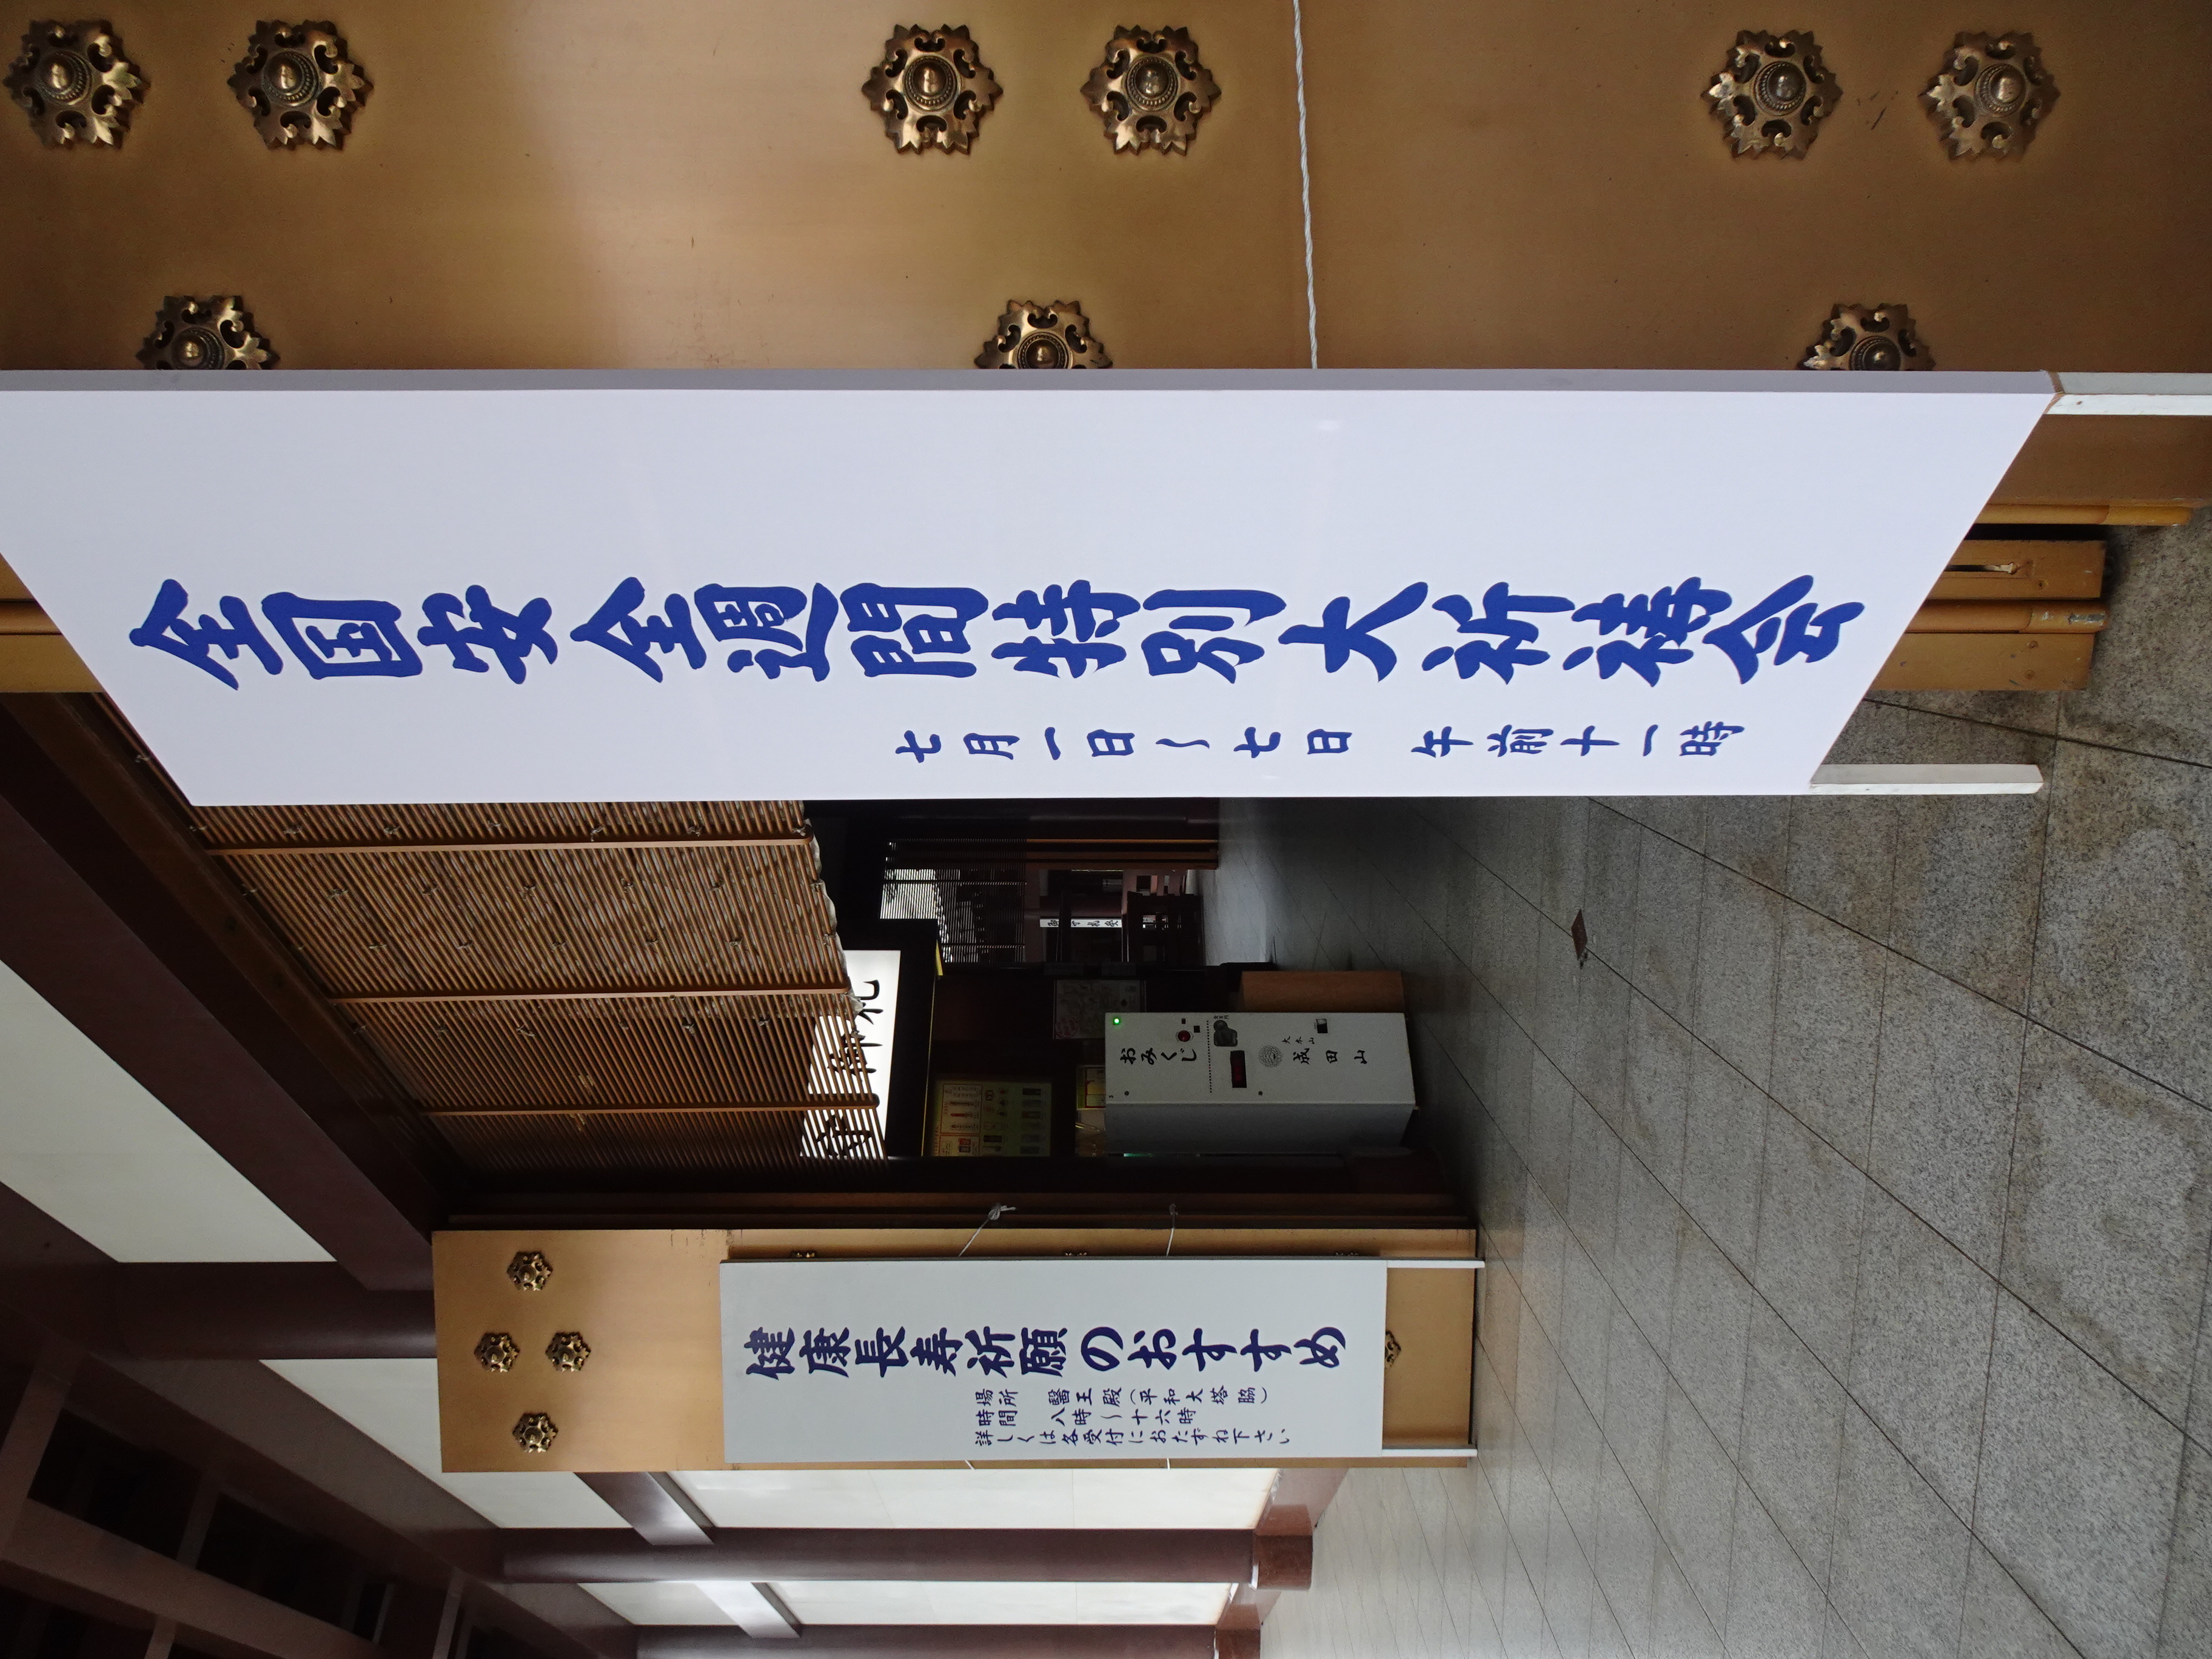 全国安全週間特別大祈祷会
七月一日～七日 午前十一時
健康長寿祈願のおすすめ
場所 醫王殿(平和大塔脇)
時間 八時～十六時
詳しくは各受付におたずね下さい
守 御札
おみくじ
大本山
成田山